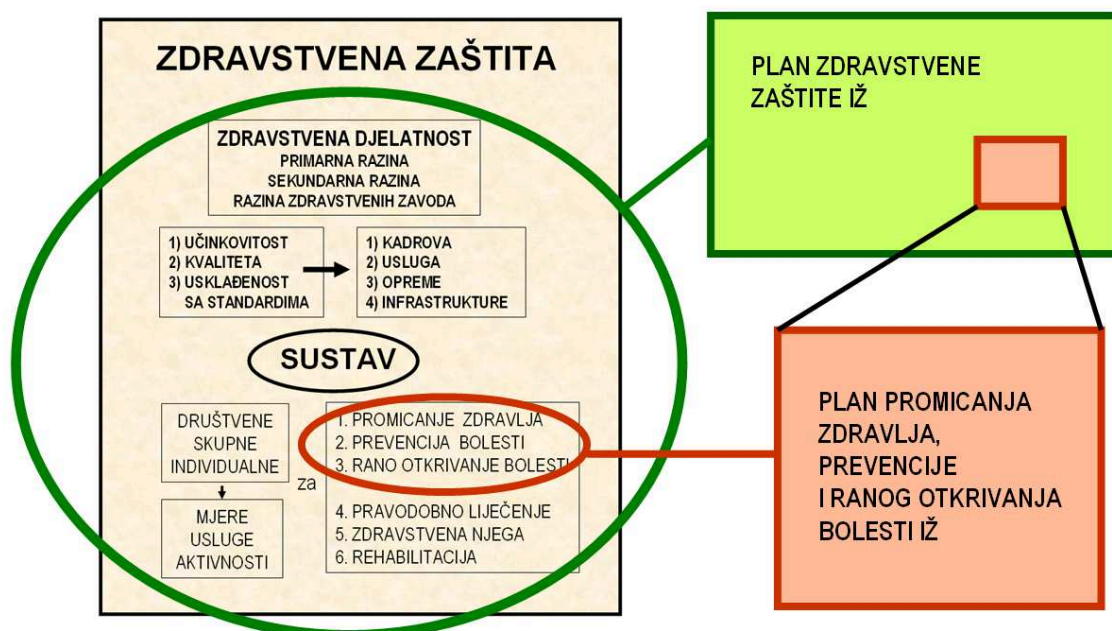 ZDRAVSTVENA ZAŠTITA
ZDRAVSTVENA DJELATNOST
PRIMARNA RAZINA
SEKUNDARNA RAZINA
RAZINA ZDRAVSTVENIH ZAVODA
1) UČINKOVITOST
2) KVALITETA
3) USKLAĐENOST
SA STANDARDIMA
1) KADROVA
2) USLUGA
3) OPREME
4) INFRASTRUKTURE
SUSTAV
DRUŠTVENE
SKUPNE
INDIVIDUALNE
MJERE
USLUGE
AKTIVNOSTI
za
1. PROMICANJE ZDRAVLJA
2. PREVENCIJA BOLESTI
3. RANO OTKRIVANJE BOLESTI
4. PRAVODOBNO LIJEČENJE
5. ZDRAVSTVENA NJEGA
6. REHABILITACIJA
PLAN ZDRAVSTVENE
ZAŠTITE IŽ
PLAN PROMICANJA
ZDRAVLJA,
PREVENCIJE
I RANOG OTKRIVANJA
BOLESTI IŽ